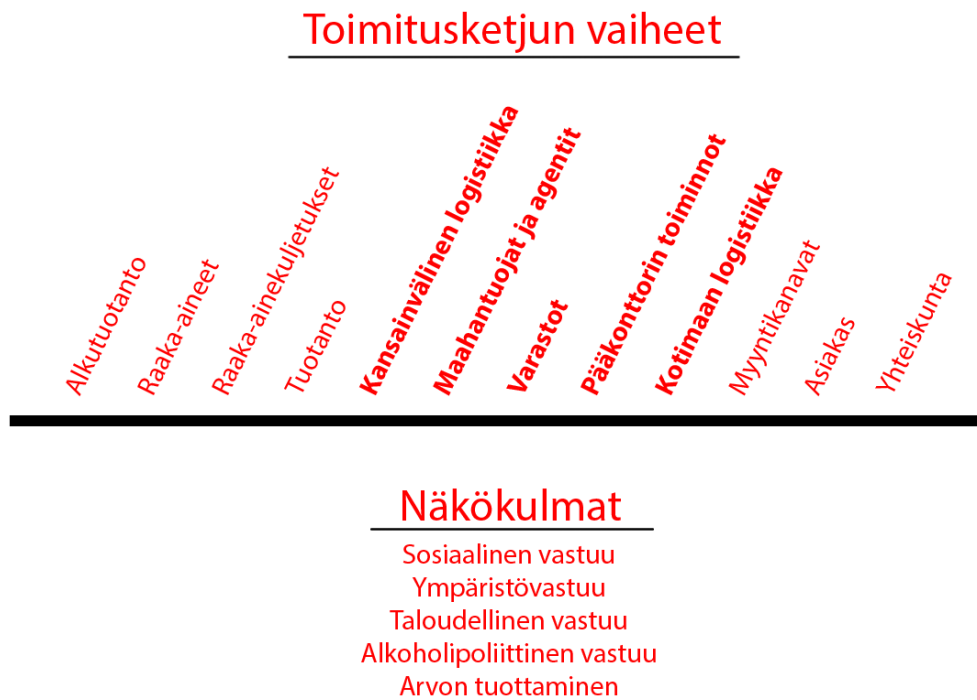 Toimitusketjun vaiheet
Alkutuotanto
Raaka-aineet
Raaka-ainekuljetukset
Tuotanto
Kansainvälinen logistiikka
Maahantuojat ja agentit
Varastot
Pääkonttorin toiminnot
Kotimaan logistiikka
Myyntikanavat
Asiakas
Yhteiskunta
Näkökulmat
Sosiaalinen vastuu
Ympäristövastuu
Taloudellinen vastuu
Alkoholipoliittinen vastuu
Arvon tuottaminen